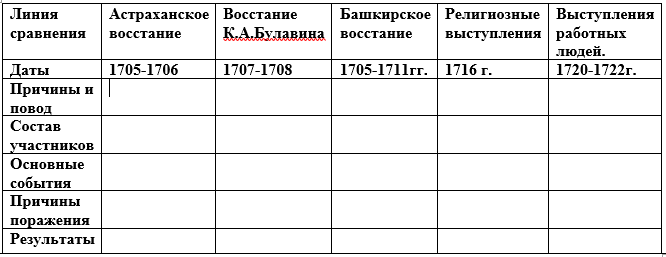 Линия Астраханское Восстание Башкирское Религиозные Выступления
сравнения восстание К.А.Булавина восстание выступления работных
людей.
Даты 1705-1706 1707-1708 1705-1711гг. 1716 г. 1720-1722г.
Причины и
повод
Состав
участников
Основные
события
Причины
поражения
Результаты